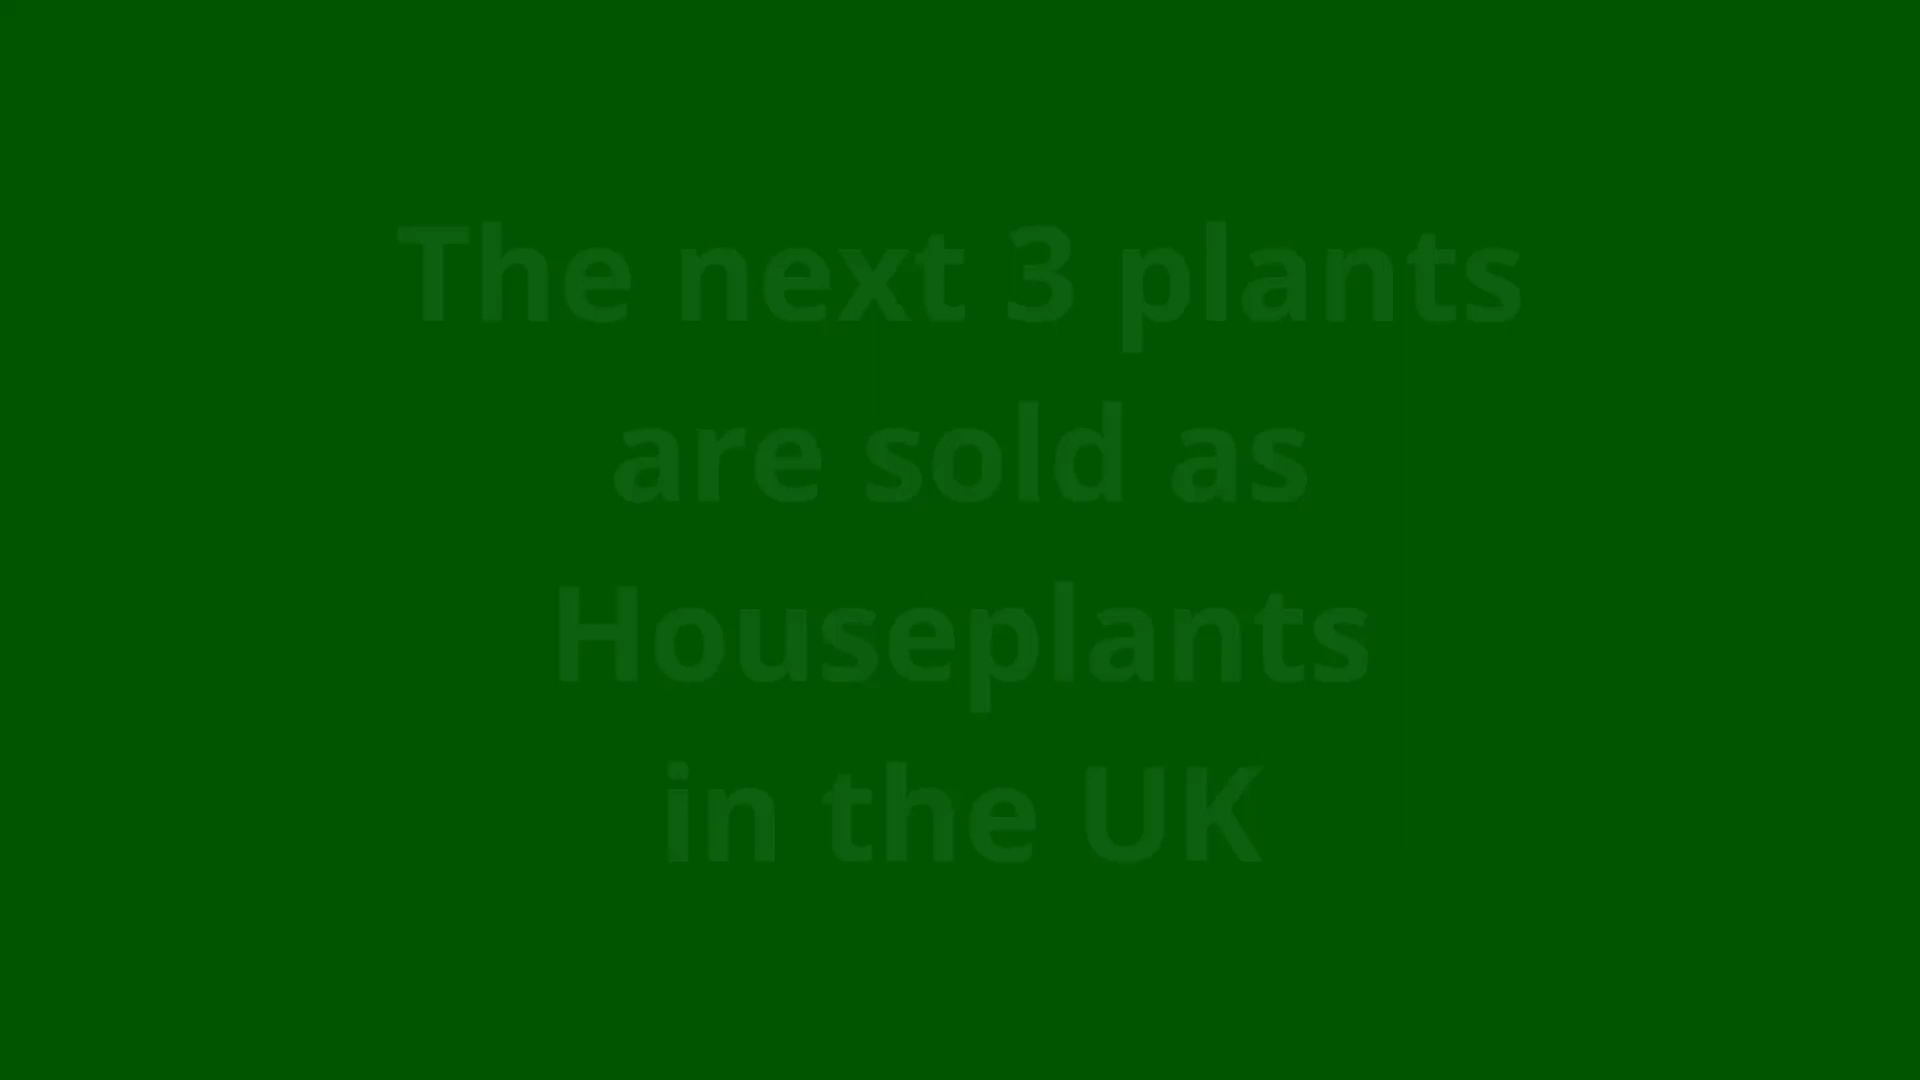 The next 3 plants
are sold as
Houseplants
in the UK